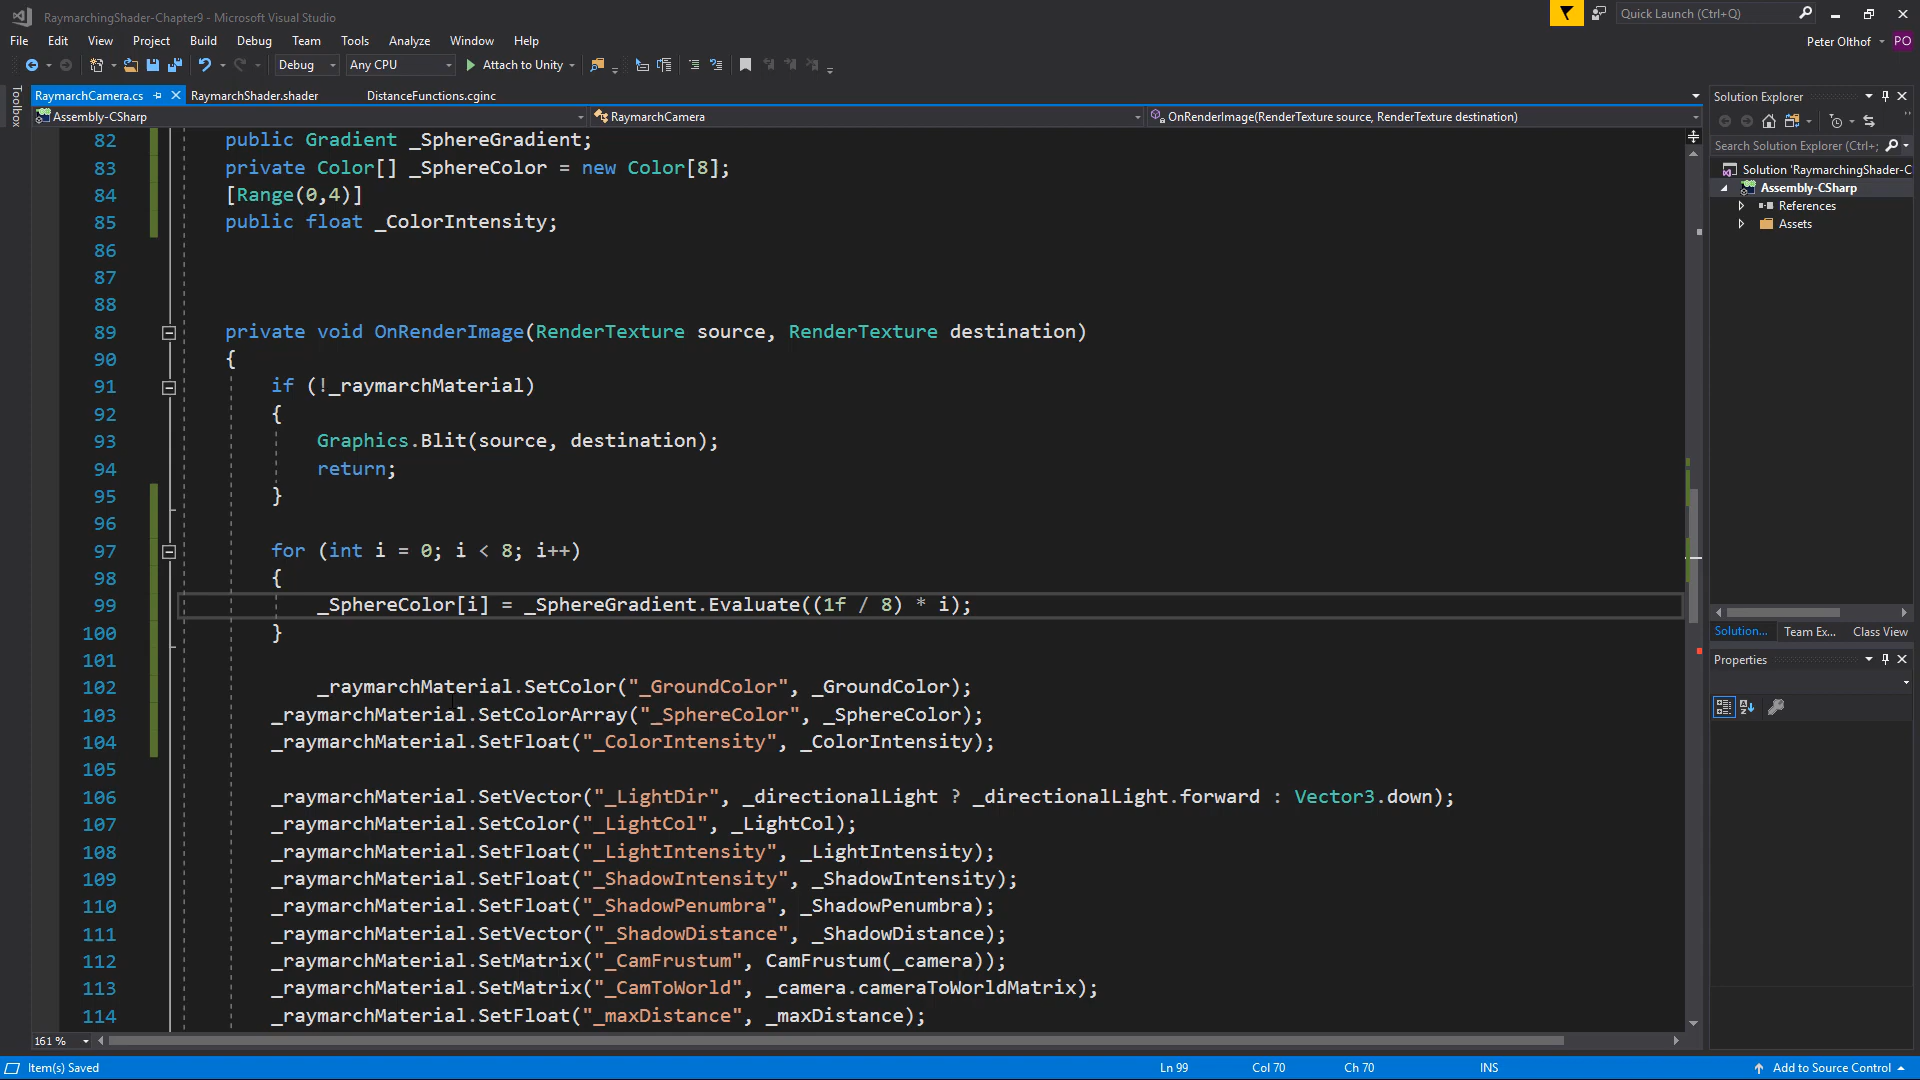 RaymarchingShader-Chapter9 - Microsoft Visual Studio
Quick Launch (Ctrl+Q)
File Edit View Project Build Debug Team Tools Analyze Window Help
Peter Olthof PO
Debug Any CPU Attach to Unity
Toolbox
RaymarchCamera.cs RaymarchShader.shader DistanceFunctions.cginc
Assembly-CSharp RaymarchCamera OnRenderImage(RenderTexture source, RenderTexture destination)
82 public Gradient _SphereGradient;
83 private Color[] _SphereColor = new Color[8];
84 [Range(0,4)]
85 public float _ColorIntensity;
86
87
88
89 private void OnRenderImage(RenderTexture source, RenderTexture destination)
90 {
91 if (!_raymarchMaterial)
92 {
93 Graphics.Blit(source, destination);
94 return;
95 }
96
97 for (int i = 0; i < 8; i++)
98 {
99 _SphereColor[i] = _SphereGradient.Evaluate((1f / 8) * i);
100 }
101
102 _raymarchMaterial.SetColor("_GroundColor", _GroundColor);
103 _raymarchMaterial.SetColorArray("_SphereColor", _SphereColor);
104 _raymarchMaterial.SetFloat("_ColorIntensity", _ColorIntensity);
105
106 _raymarchMaterial.SetVector("_LightDir", _directionalLight ? _directionalLight.forward : Vector3.down);
107 _raymarchMaterial.SetColor("_LightCol", _LightCol);
108 _raymarchMaterial.SetFloat("_LightIntensity", _LightIntensity);
109 _raymarchMaterial.SetFloat("_ShadowIntensity", _ShadowIntensity);
110 _raymarchMaterial.SetFloat("_ShadowPenumbra", _ShadowPenumbra);
111 _raymarchMaterial.SetVector("_ShadowDistance", _ShadowDistance);
112 _raymarchMaterial.SetMatrix("_CamFrustum", CamFrustum(_camera));
113 _raymarchMaterial.SetMatrix("_CamToWorld", _camera.cameraToWorldMatrix);
114 _raymarchMaterial.SetFloat("_maxDistance", _maxDistance);
161 %
Solution Explorer
Search Solution Explorer (Ctrl+;
Solution 'RaymarchingShader-C
Assembly-CSharp
References
Assets
Solution... Team Ex... Class View
Properties
Item(s) Saved Ln 99 Col 70 Ch 70 INS Add to Source Control